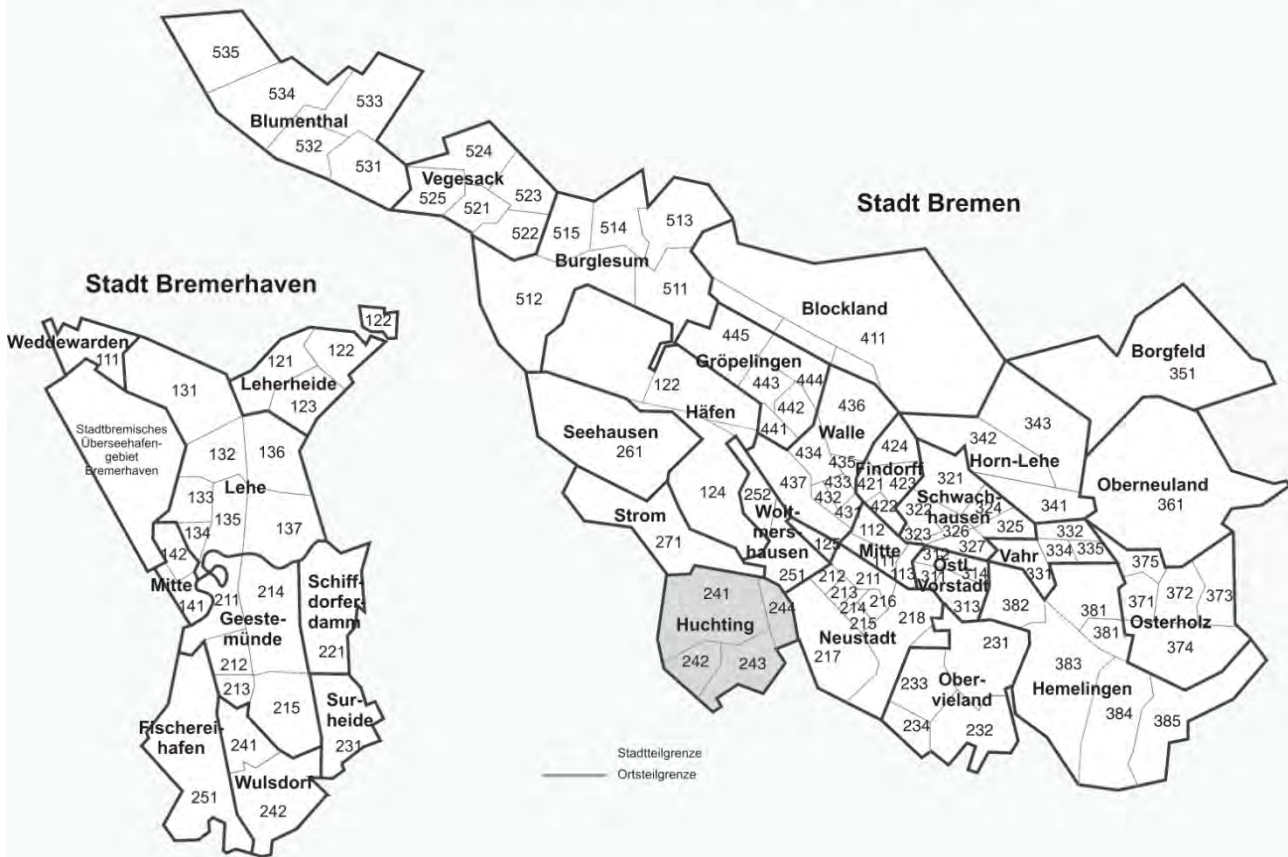 535
534
533
Blumenthal
532
531
524
Vegesack
525
521
523
522
515
514
513
Burglesum
512
511
Stadt Bremen
Blockland
411
Borgfeld
351
445
Gröpelingen
443
444
442
441
122
Häfen
436
Walle
434
435
433
432
437
431
424
Findorff
421
423
422
342
343
Horn-Lehe
341
321
Schwach-
hausen
322
324
323
326
325
327
Oberneuland
361
332
334
335
Vahr
331
Seehausen
261
Strom
271
124
252
Wolt-
mers-
hausen
125
251
112
Mitte
111
113
312
Östl.
311
314
Vorstadt
313
375
371
372
373
Osterholz
374
241
244
Huchting
242
243
212
211
213
214
216
215
218
Neustadt
217
382
231
233
Ober-
vieland
234
232
381
381
383
Hemelingen
384
385
Stadt Bremerhaven
Weddewarden
111
122
121
122
Leherheide
123
131
Stadtbremisches
Überseehafen-
gebiet
Bremerhaven
132
136
Lehe
133
135
137
134
142
Mitte
141
211
214
Geeste-
münde
212
213
215
Schiff-
dorfer-
damm
221
Sur-
heide
231
Fischerei-
hafen
251
241
Wulsdorf
242
Stadtteilgrenze
Ortsteilgrenze